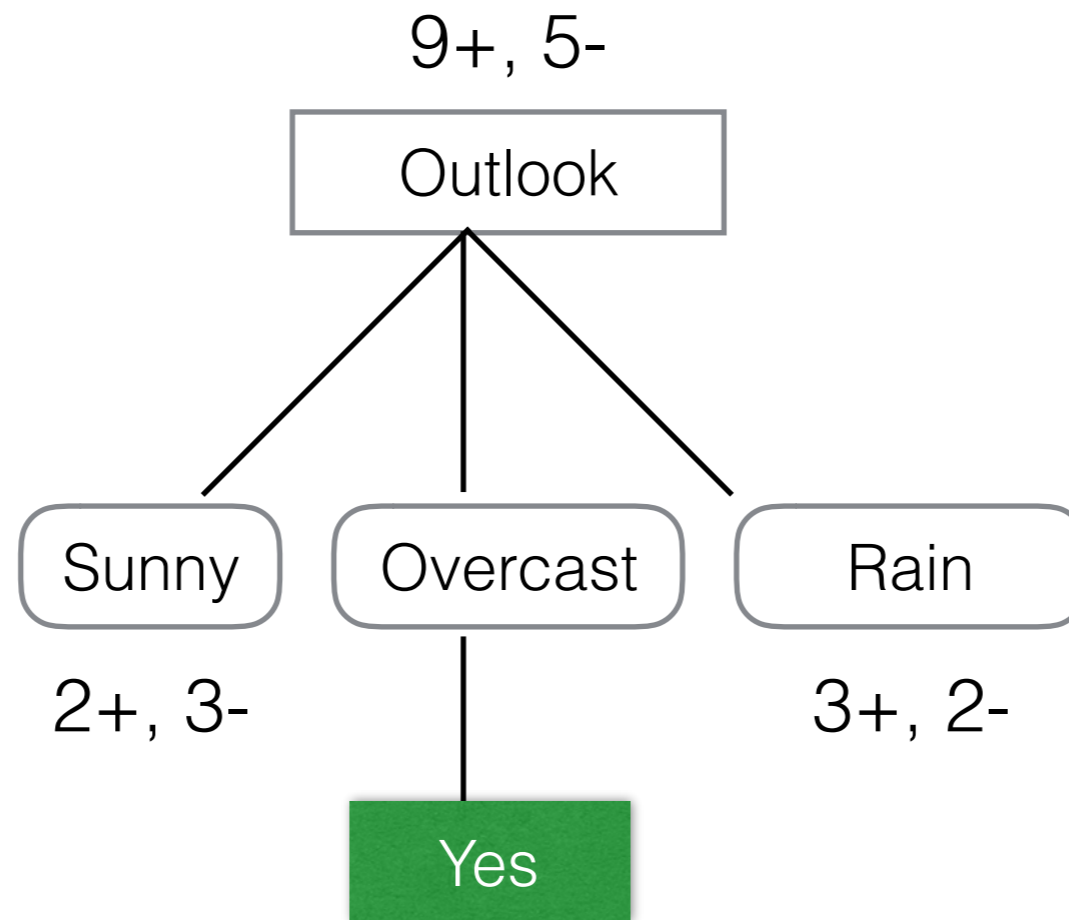 9+, 5-
Outlook
Sunny
Overcast
Rain
2+, 3-
3+, 2-
Yes